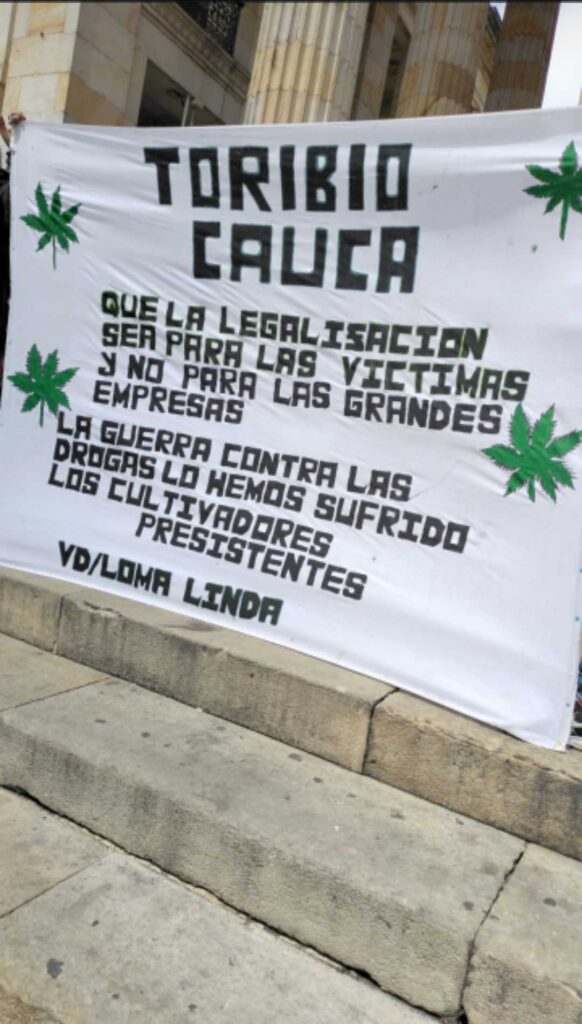 TORIBIO
CAUCA
QUE LA LEGALISACION
SEA PARA LAS VICTIMAS
Y NO PARA LAS GRANDES
EMPRESAS
LA GUERRA CONTRA LAS
DROGAS LO HEMOS SUFRIDO
LOS CULTIVADORES
PRESISTENTES
VD/LOMA LINDA